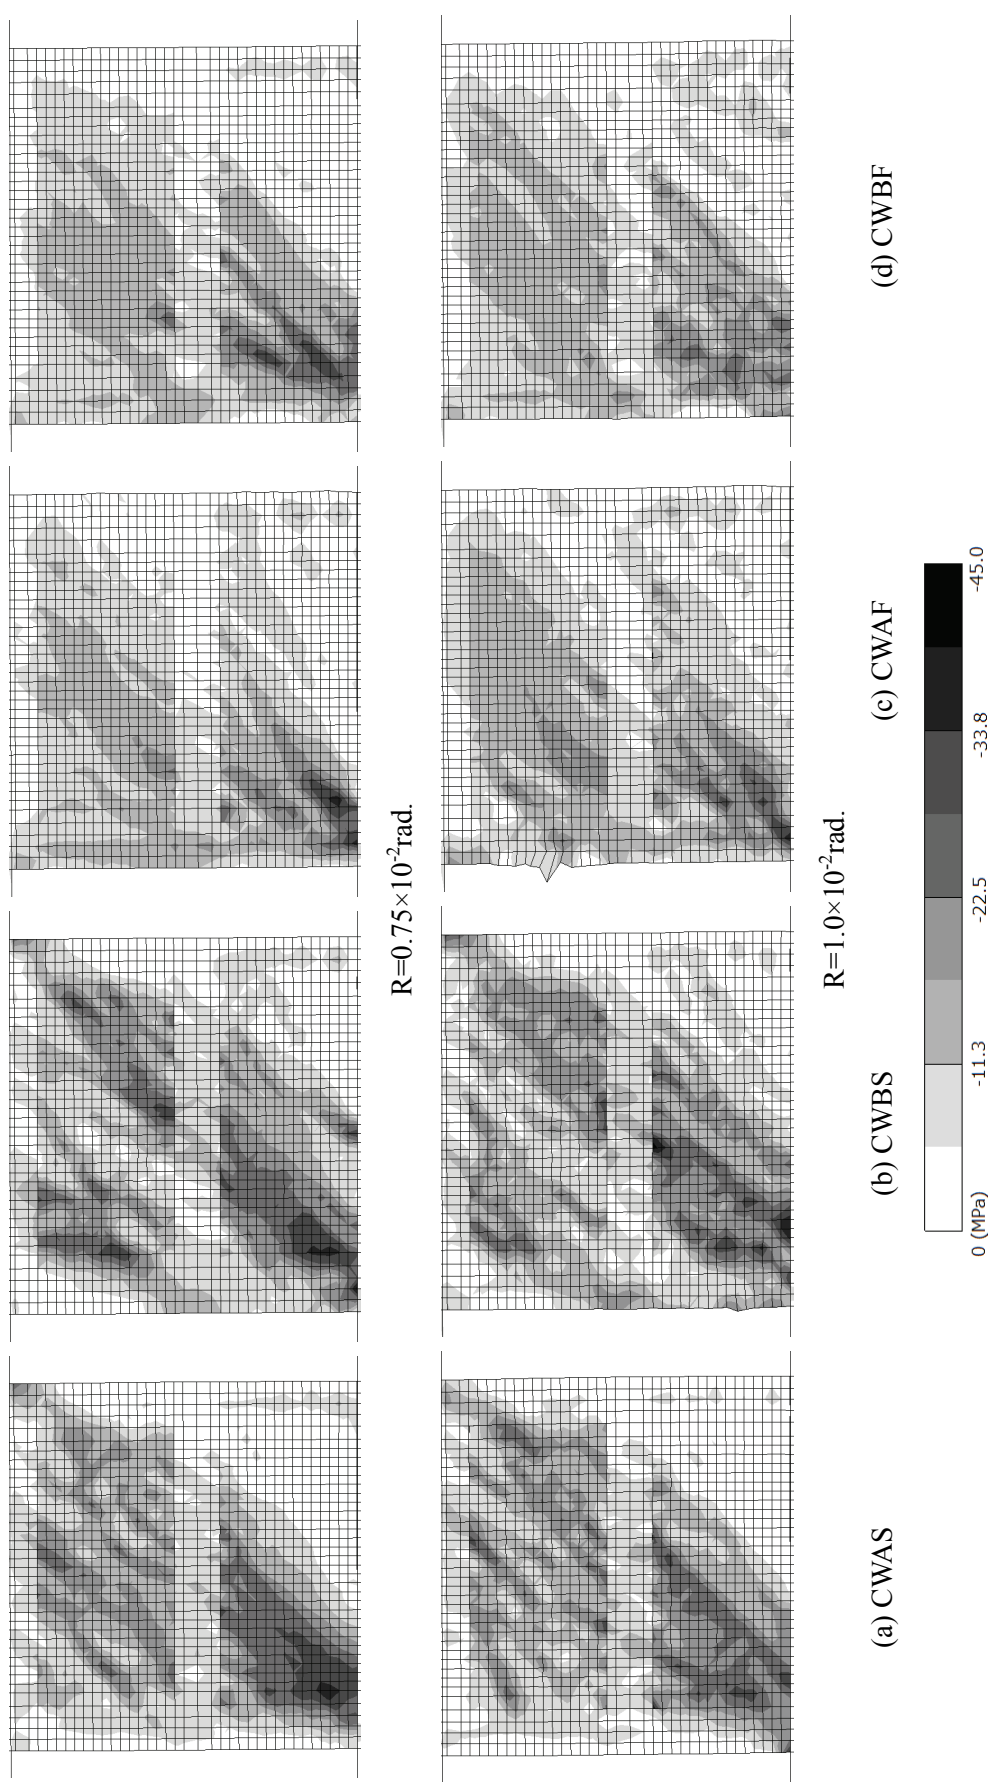 R=0.75×10⁻²rad.
R=1.0×10⁻²rad.
(a) CWAS
(b) CWBS
(c) CWAF
(d) CWBF
0 (MPa)
-11.3
-22.5
-33.8
-45.0